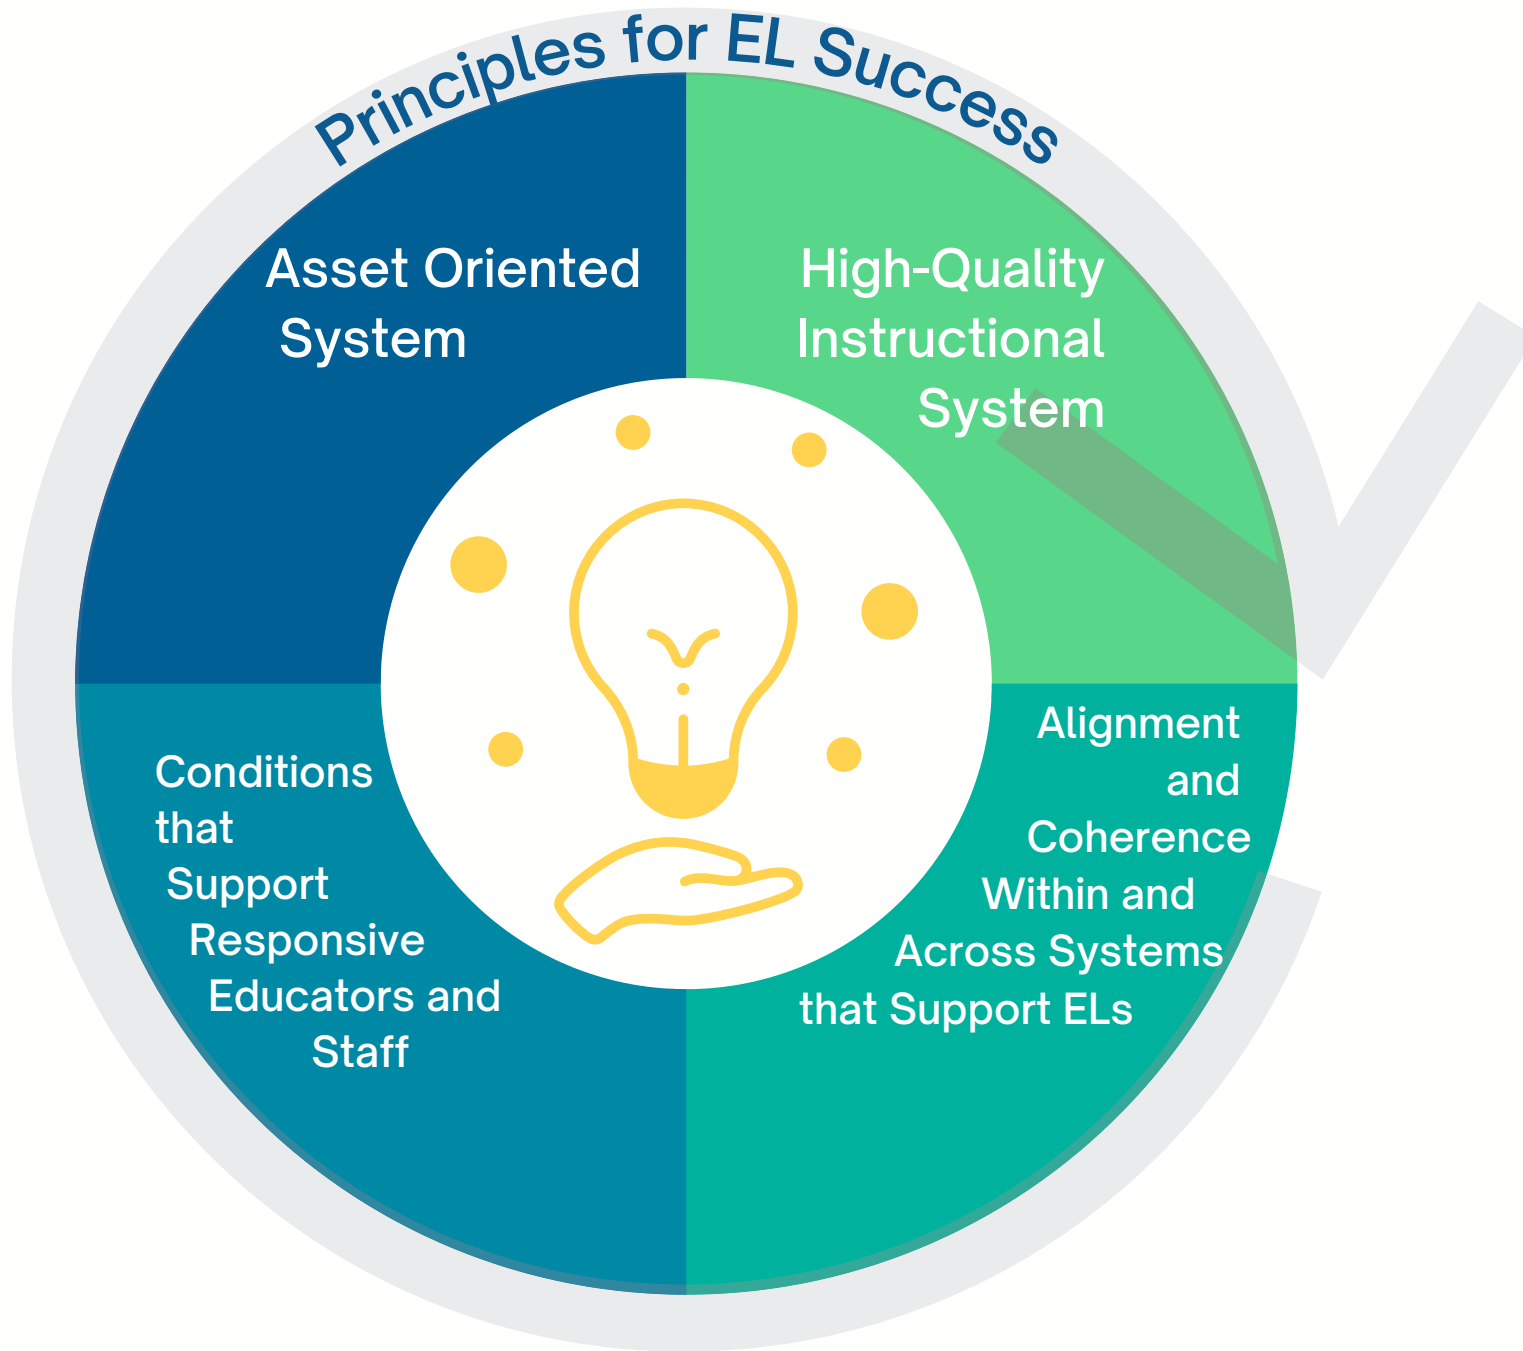 Principles for EL Success
Asset Oriented
System
High-Quality
Instructional
System
Conditions
that
Support
Responsive
Educators and
Staff
Alignment
and
Coherence
Within and
Across Systems
that Support ELs